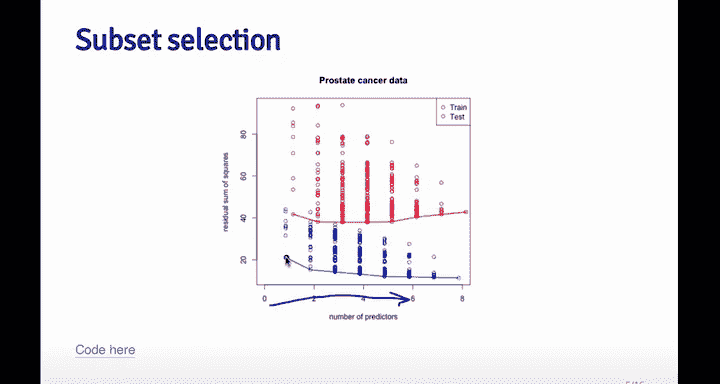 Subset selection
Prostate cancer data
Train
Test
residual sum of squares
80
60
40
20
0 2 4 6 8
number of predictors
Code here